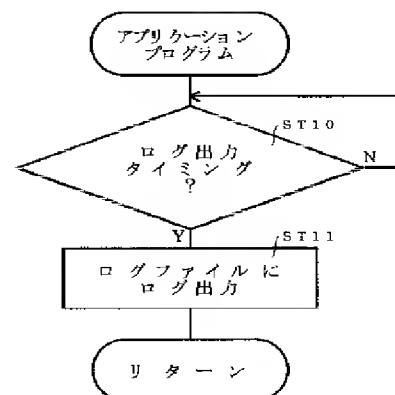 アプリケーション
プログラム
ST10
ログ出力
タイミング
?
N
Y
ST11
ログファイルに
ログ出力
リターン